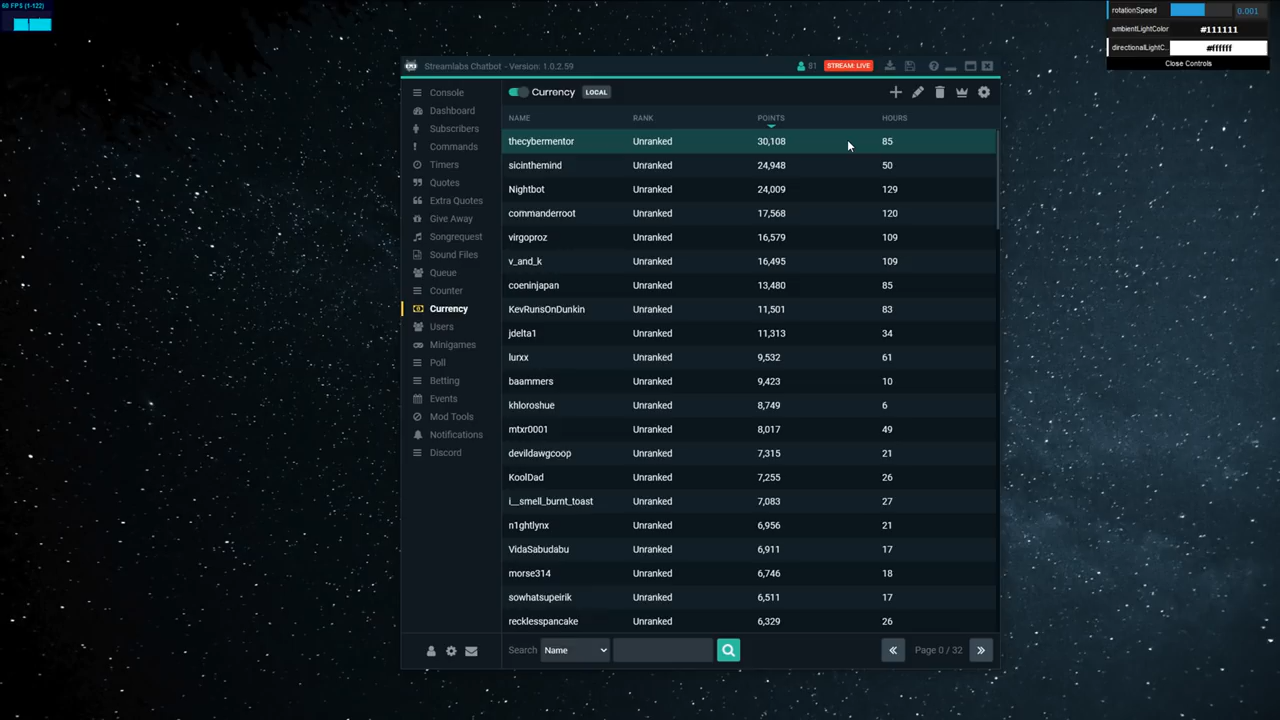 60 FPS (1-122)
rotationSpeed 0.001
ambientLightColor #111111
directionalLightC... #ffffff
Close Controls
Streamlabs Chatbot - Version: 1.0.2.59 81 STREAM: LIVE
Console
Dashboard
Subscribers
Commands
Timers
Quotes
Extra Quotes
Give Away
Songrequest
Sound Files
Queue
Counter
Currency
Users
Minigames
Poll
Betting
Events
Mod Tools
Notifications
Discord
Currency LOCAL
NAME RANK POINTS HOURS
thecybermentor Unranked 30,108 85
sicinthemind Unranked 24,948 50
Nightbot Unranked 24,009 129
commanderroot Unranked 17,568 120
virgoproz Unranked 16,579 109
v_and_k Unranked 16,495 109
coeninjapan Unranked 13,480 85
KevRunsOnDunkin Unranked 11,501 83
jdelta1 Unranked 11,313 34
lurxx Unranked 9,532 61
baammers Unranked 9,423 10
khloroshue Unranked 8,749 6
mtxr0001 Unranked 8,017 49
devildawgcoop Unranked 7,315 21
KoolDad Unranked 7,255 26
i__smell_burnt_toast Unranked 7,083 27
n1ghtlynx Unranked 6,956 21
VidaSabudabu Unranked 6,911 17
morse314 Unranked 6,746 18
sowhatsupeirik Unranked 6,511 17
recklesspancake Unranked 6,329 26
Search Name Page 0 / 32